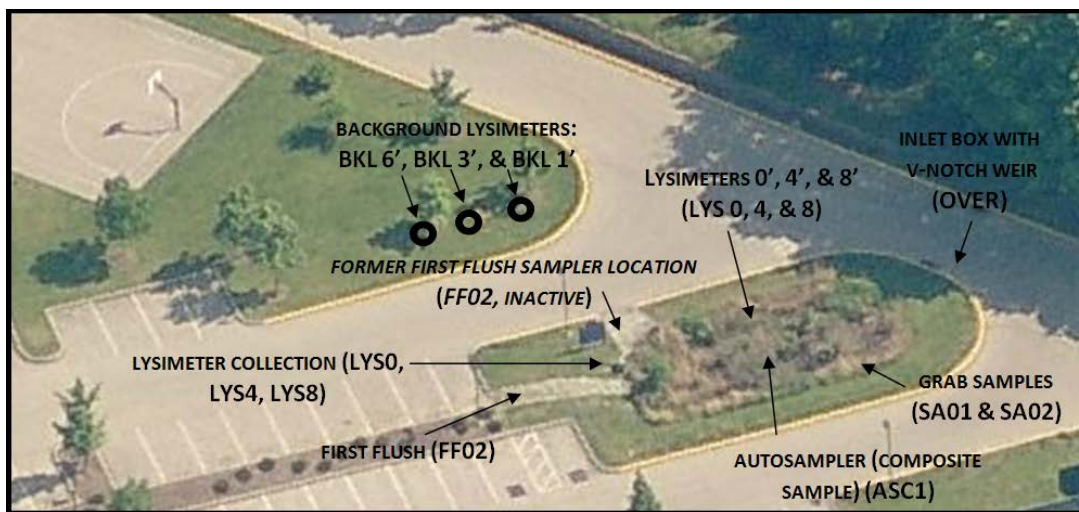 BACKGROUND LYSIMETERS:
BKL 6’, BKL 3’, & BKL 1’
LYSIMETERS 0’, 4’, & 8’
(LYS 0, 4, & 8)
INLET BOX WITH
V-NOTCH WEIR
(OVER)
FORMER FIRST FLUSH SAMPLER LOCATION
(FF02, INACTIVE)
LYSIMETER COLLECTION (LYS0,
LYS4, LYS8)
FIRST FLUSH (FF02)
GRAB SAMPLES
(SA01 & SA02)
AUTOSAMPLER (COMPOSITE
SAMPLE) (ASC1)